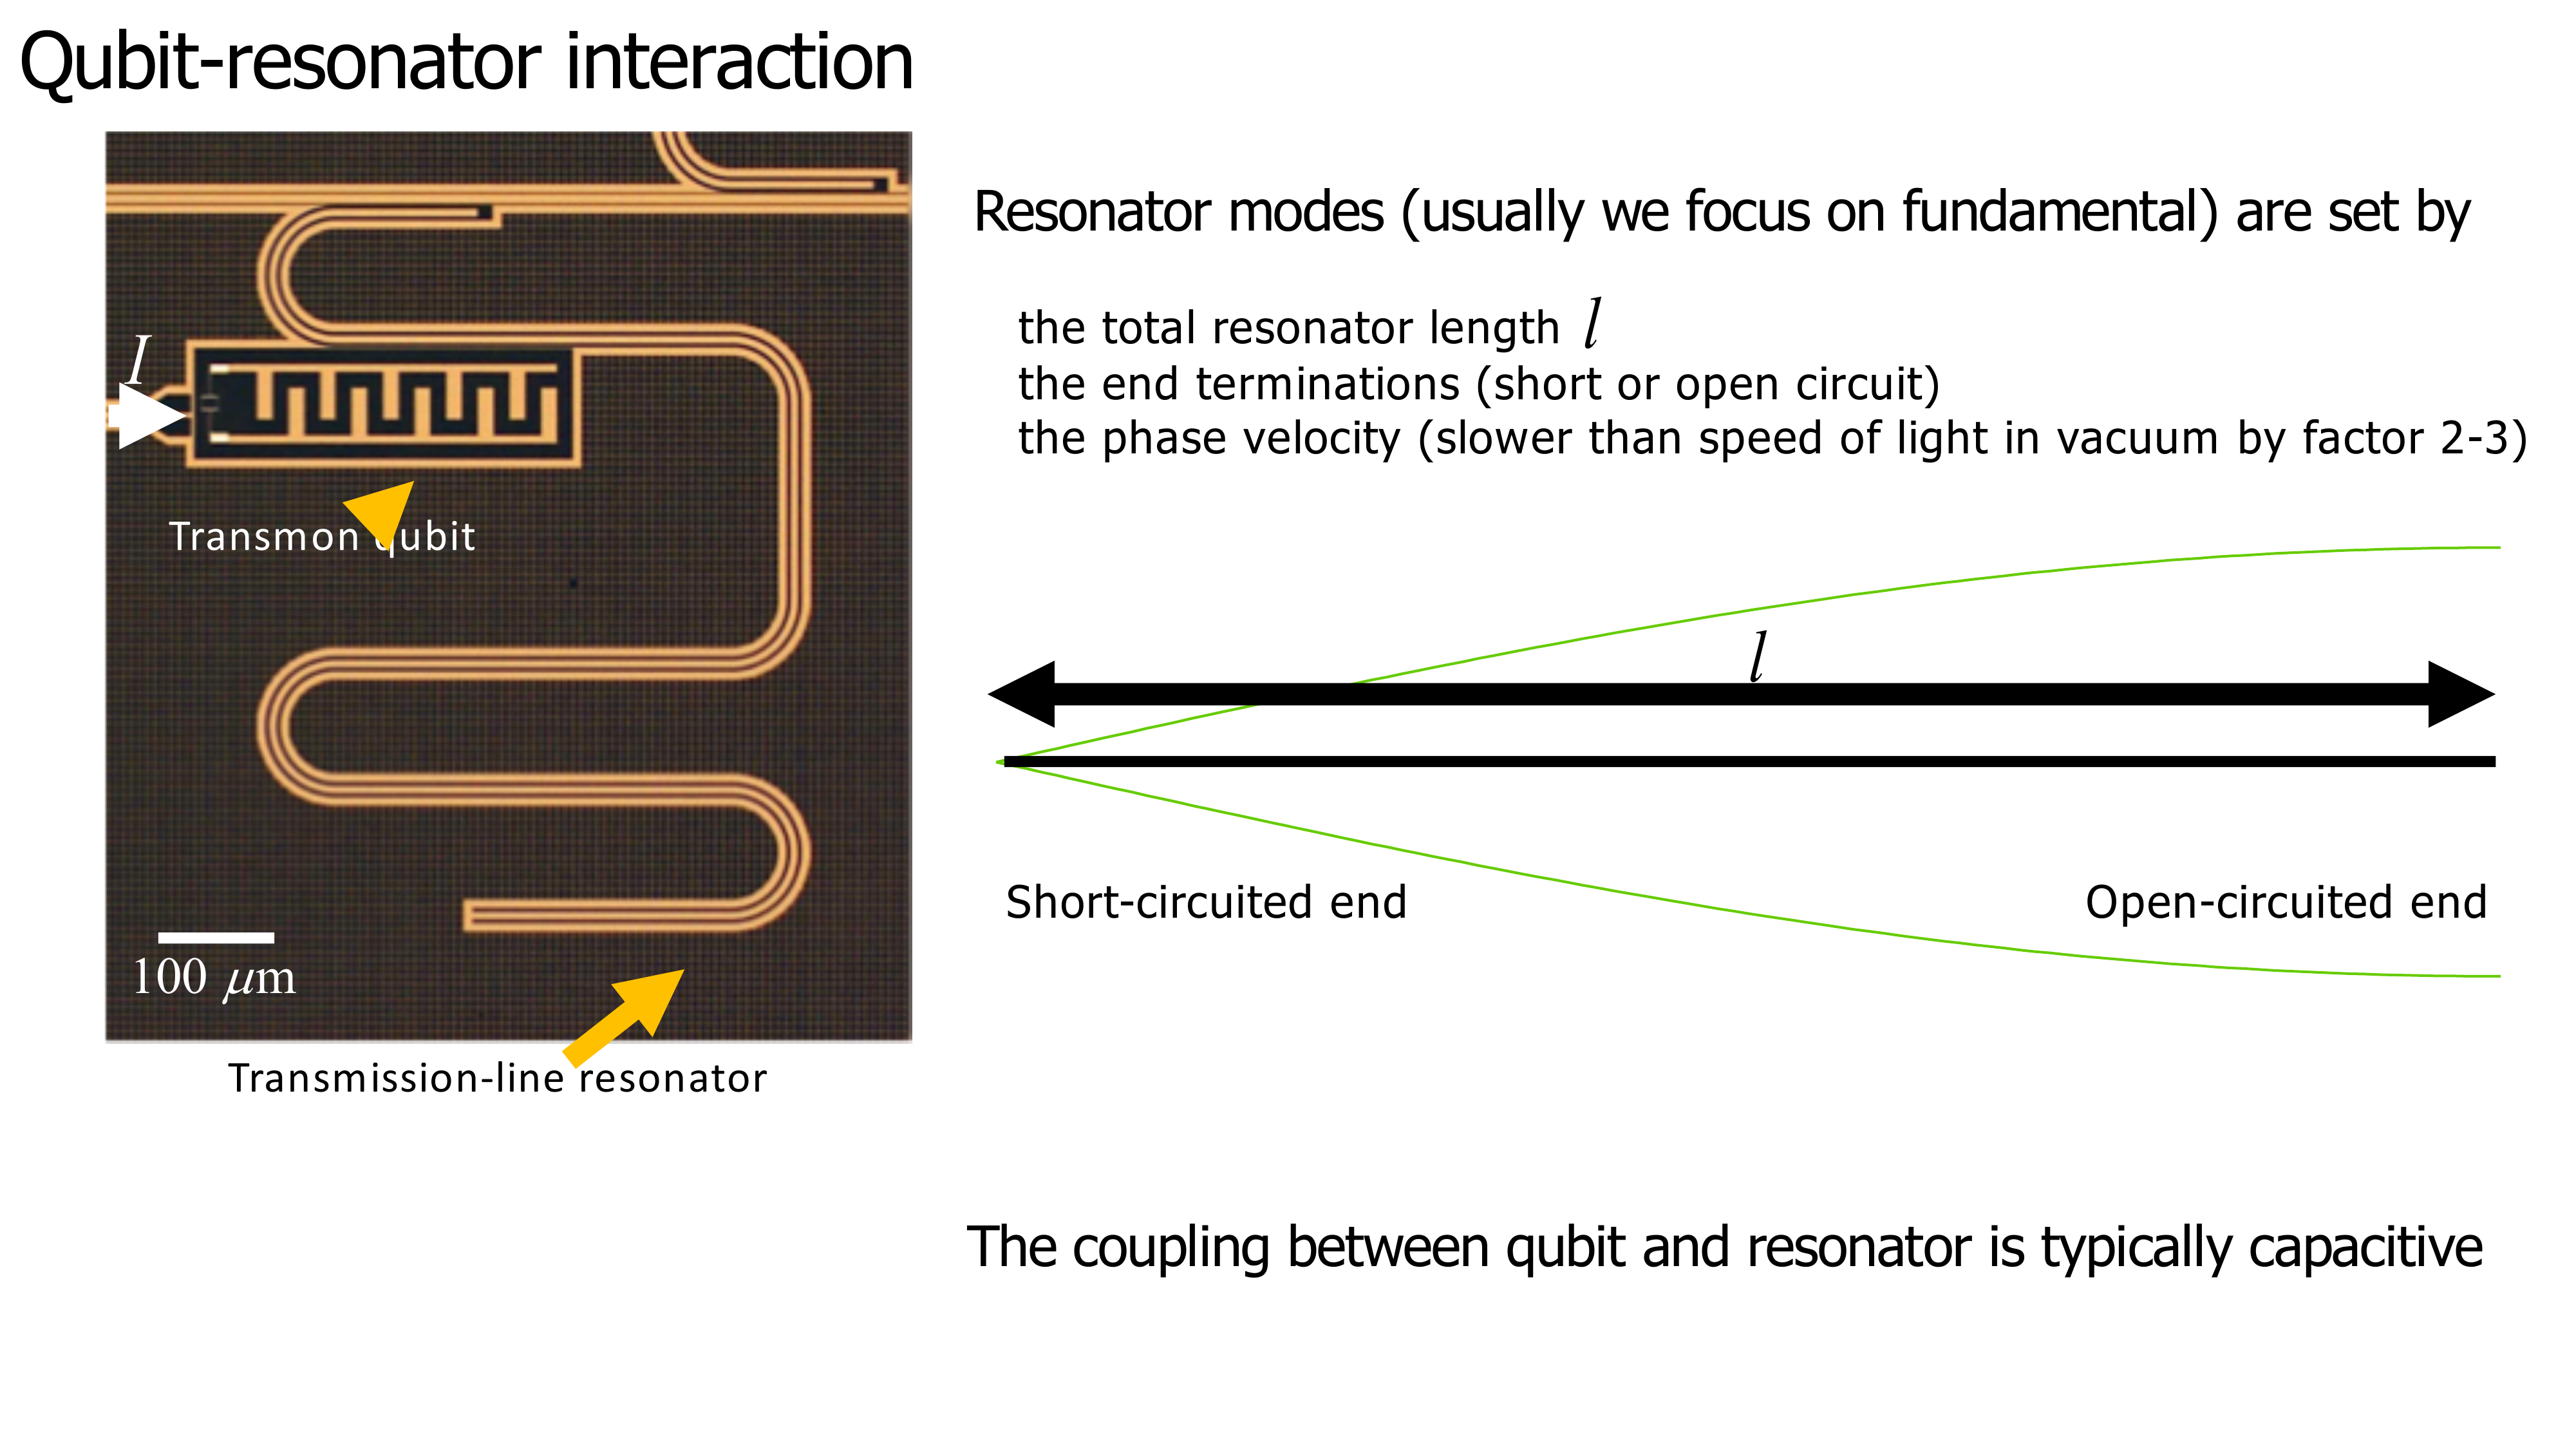 Qubit-resonator interaction
I
Transmon qubit
100 μm
Transmission-line resonator
Resonator modes (usually we focus on fundamental) are set by
the total resonator length l
the end terminations (short or open circuit)
the phase velocity (slower than speed of light in vacuum by factor 2-3)
l
Short-circuited end
Open-circuited end
The coupling between qubit and resonator is typically capacitive